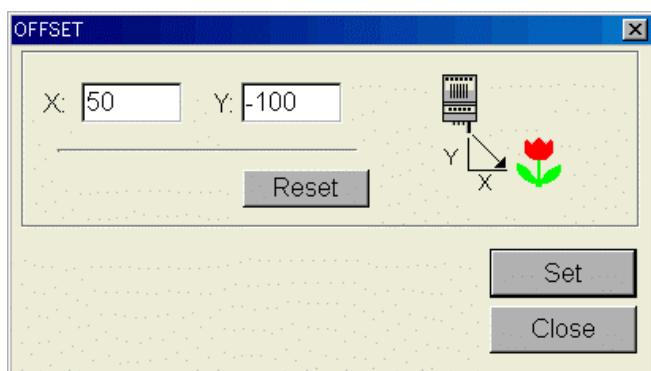 OFFSET
X: 50 Y: -100
Reset
Y
X
Set
Close